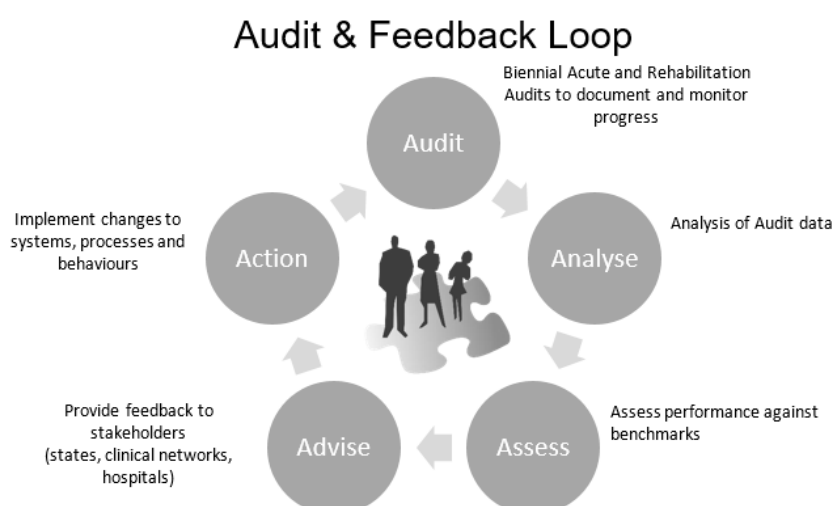 Audit & Feedback Loop
Biennial Acute and Rehabilitation
Audits to document and monitor
progress
Audit
Analyse
Analysis of Audit data
Assess
Assess performance against
benchmarks
Advise
Provide feedback to
stakeholders
(states, clinical networks,
hospitals)
Action
Implement changes to
systems, processes and
behaviours